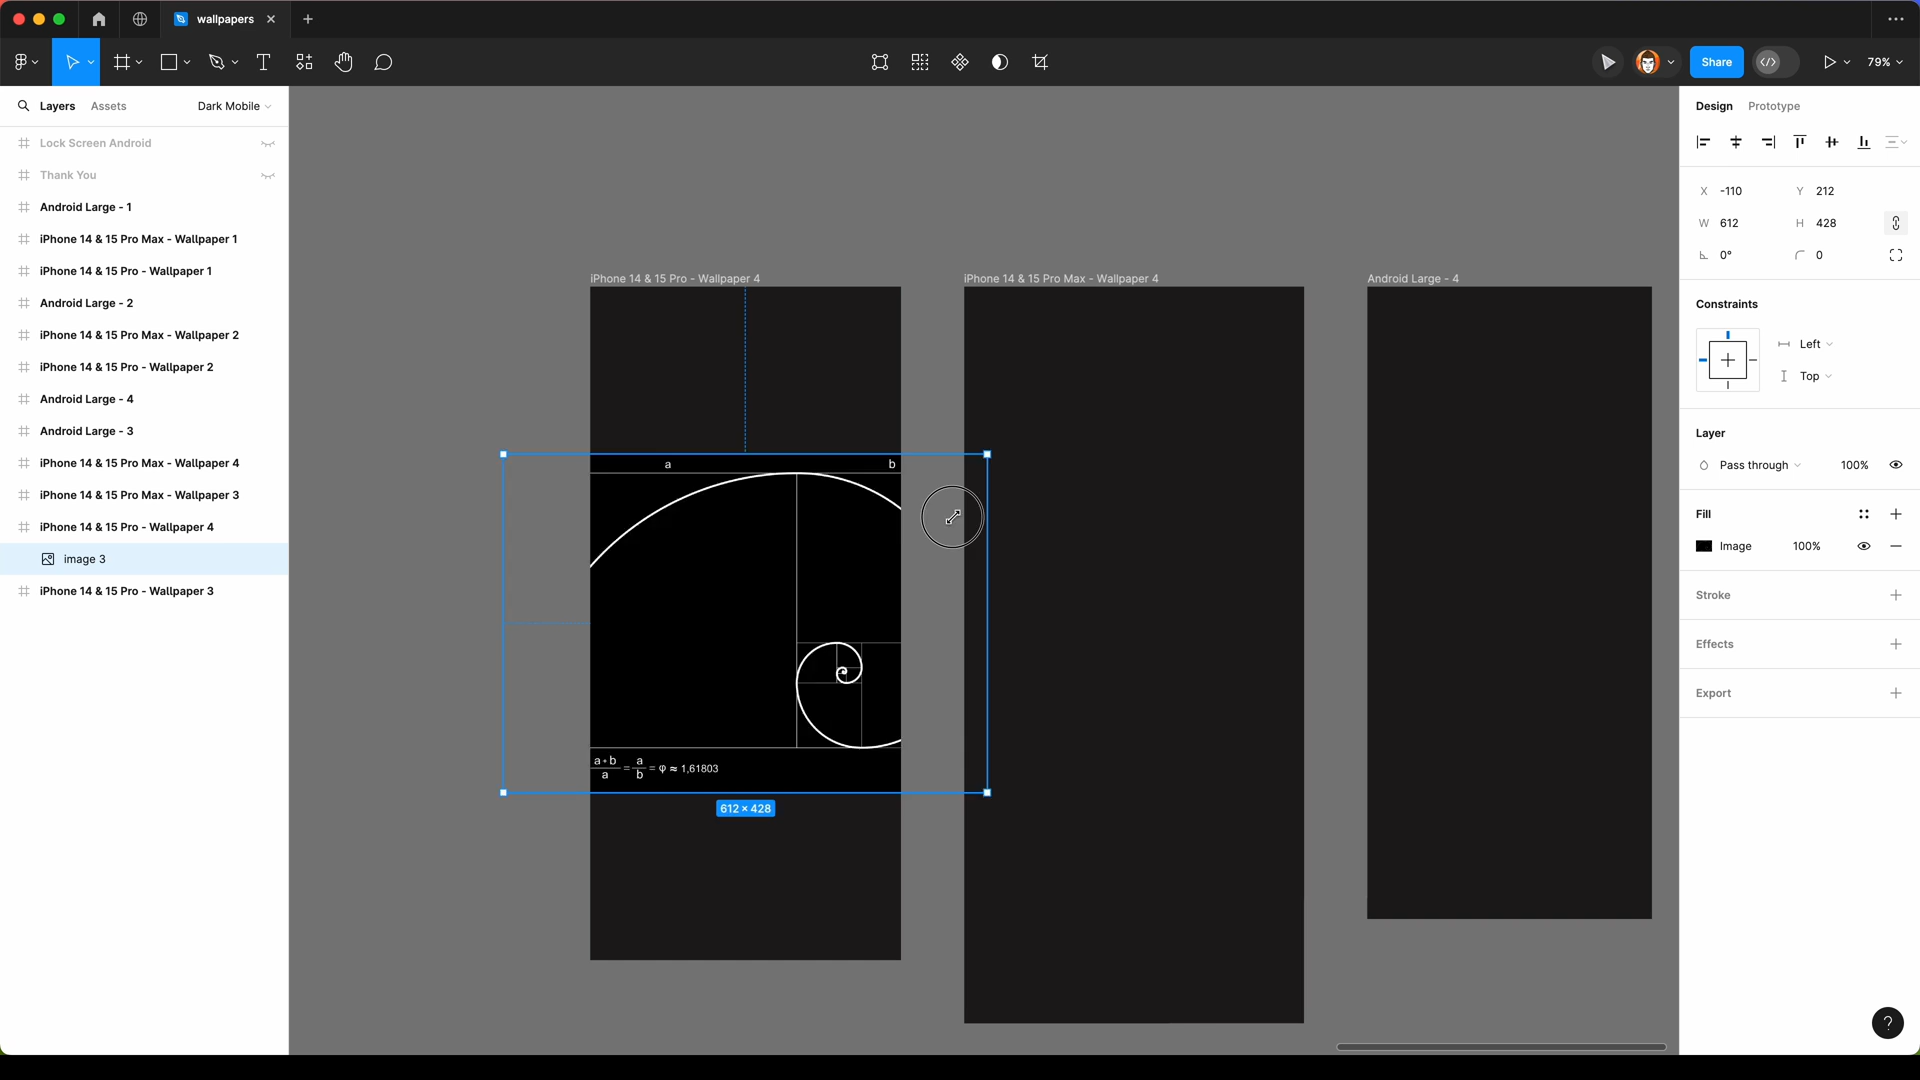 wallpapers
Share
79%
Layers
Assets
Dark Mobile
Lock Screen Android
Thank You
Android Large - 1
iPhone 14 & 15 Pro Max - Wallpaper 1
iPhone 14 & 15 Pro - Wallpaper 1
Android Large - 2
iPhone 14 & 15 Pro Max - Wallpaper 2
iPhone 14 & 15 Pro - Wallpaper 2
Android Large - 4
Android Large - 3
iPhone 14 & 15 Pro Max - Wallpaper 4
iPhone 14 & 15 Pro Max - Wallpaper 3
iPhone 14 & 15 Pro - Wallpaper 4
image 3
iPhone 14 & 15 Pro - Wallpaper 3
iPhone 14 & 15 Pro - Wallpaper 4
iPhone 14 & 15 Pro Max - Wallpaper 4
Android Large - 4
a b
a+b a
= = φ ≈ 1,61803
a b
612 × 428
Design
Prototype
X -110 Y 212
W 612 H 428
0° 0
Constraints
Left
Top
Layer
Pass through 100%
Fill
Image 100%
Stroke
Effects
Export
?